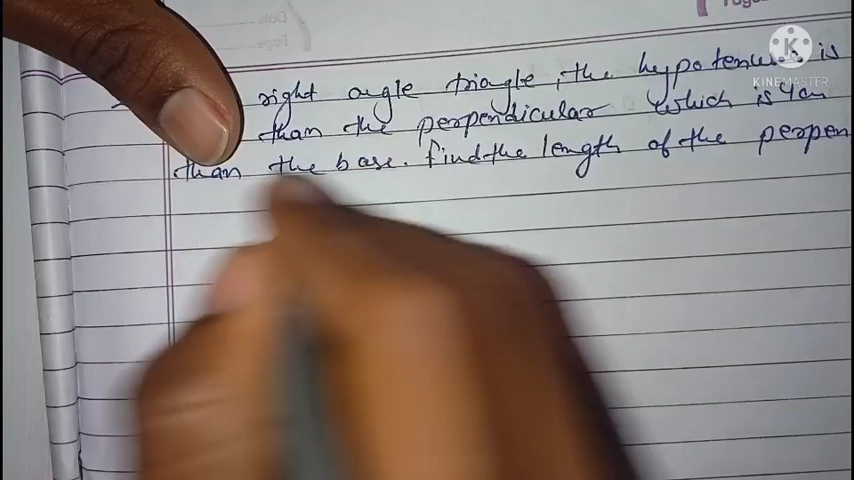 right angle triangle, the hypotenuse is
than the perpendicular which is 4cm
than the base. Find the length of the perpen
KINEMASTER